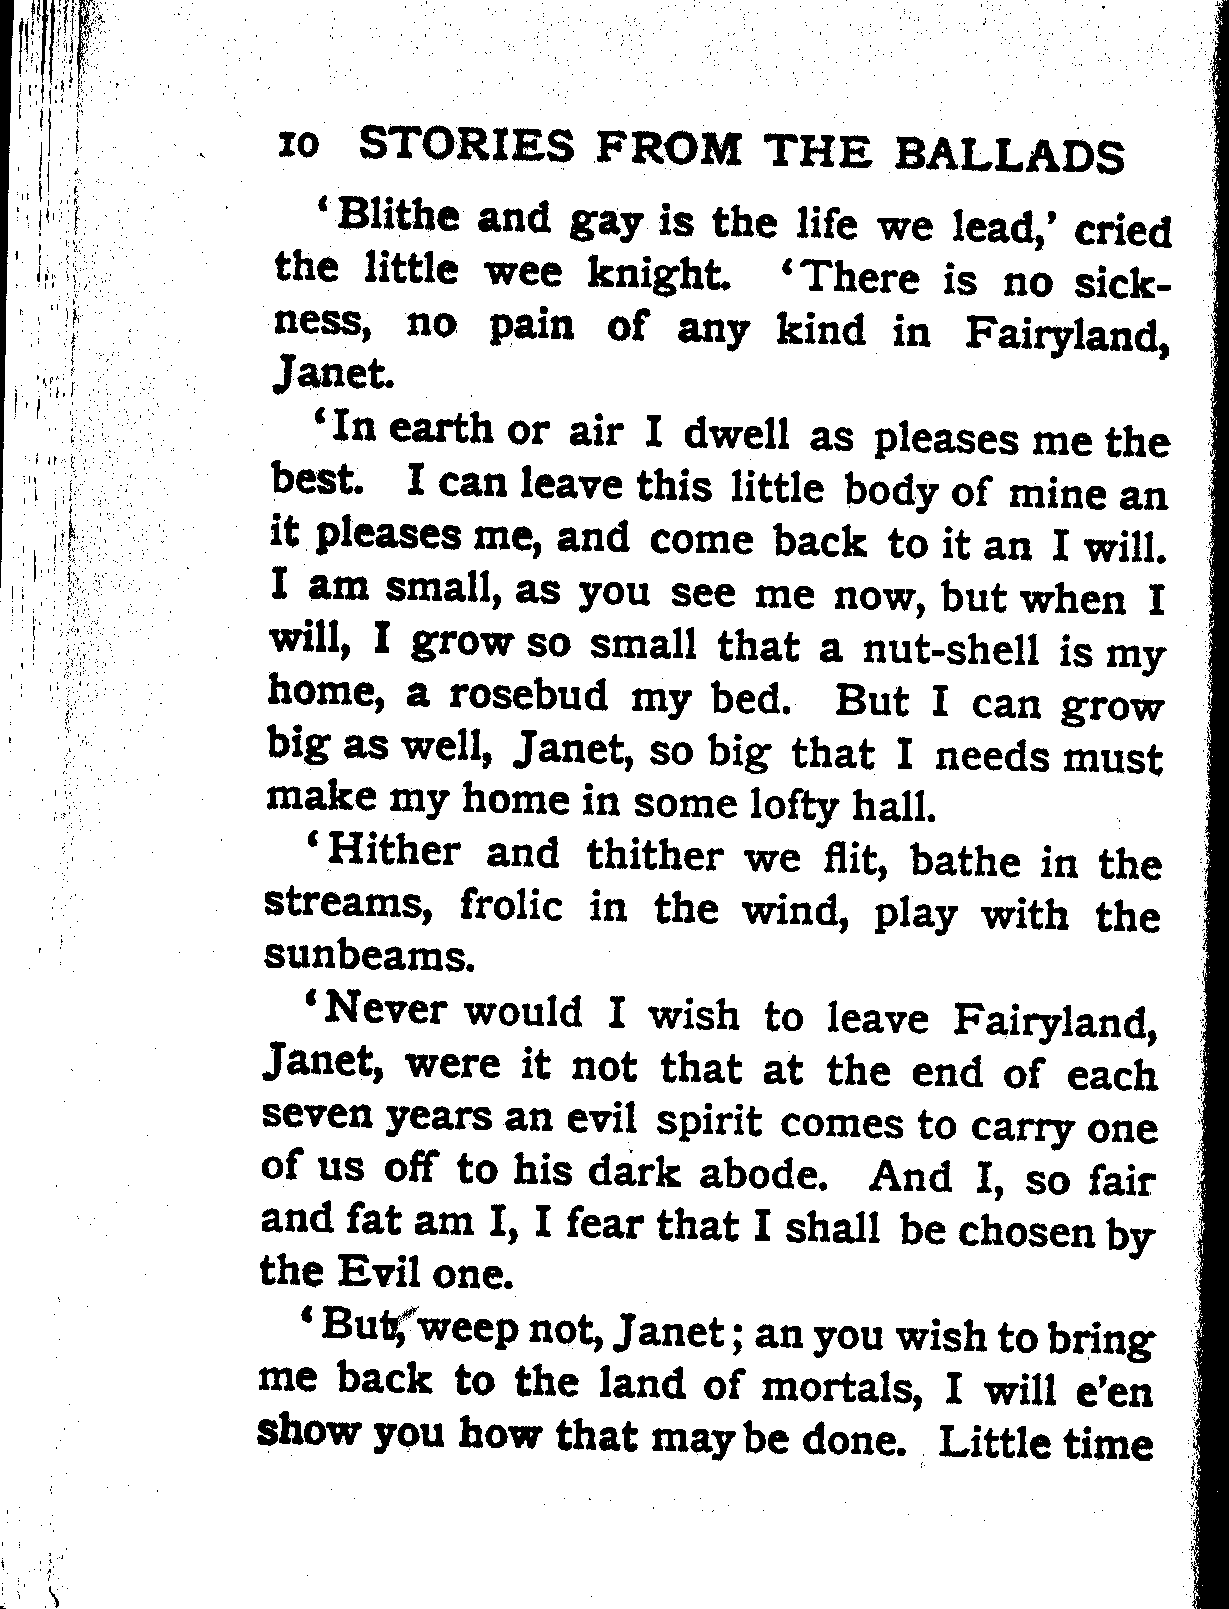 10 STORIES FROM THE BALLADS
‘Blithe and gay is the life we lead,’ cried
the little wee knight. ‘There is no sick-
ness, no pain of any kind in Fairyland,
Janet.
‘In earth or air I dwell as pleases me the
best. I can leave this little body of mine an
it pleases me, and come back to it an I will.
I am small, as you see me now, but when I
will, I grow so small that a nut-shell is my
home, a rosebud my bed. But I can grow
big as well, Janet, so big that I needs must
make my home in some lofty hall.
‘Hither and thither we flit, bathe in the
streams, frolic in the wind, play with the
sunbeams.
‘Never would I wish to leave Fairyland,
Janet, were it not that at the end of each
seven years an evil spirit comes to carry one
of us off to his dark abode. And I, so fair
and fat am I, I fear that I shall be chosen by
the Evil one.
‘But, weep not, Janet; an you wish to bring
me back to the land of mortals, I will e’en
show you how that may be done. Little time